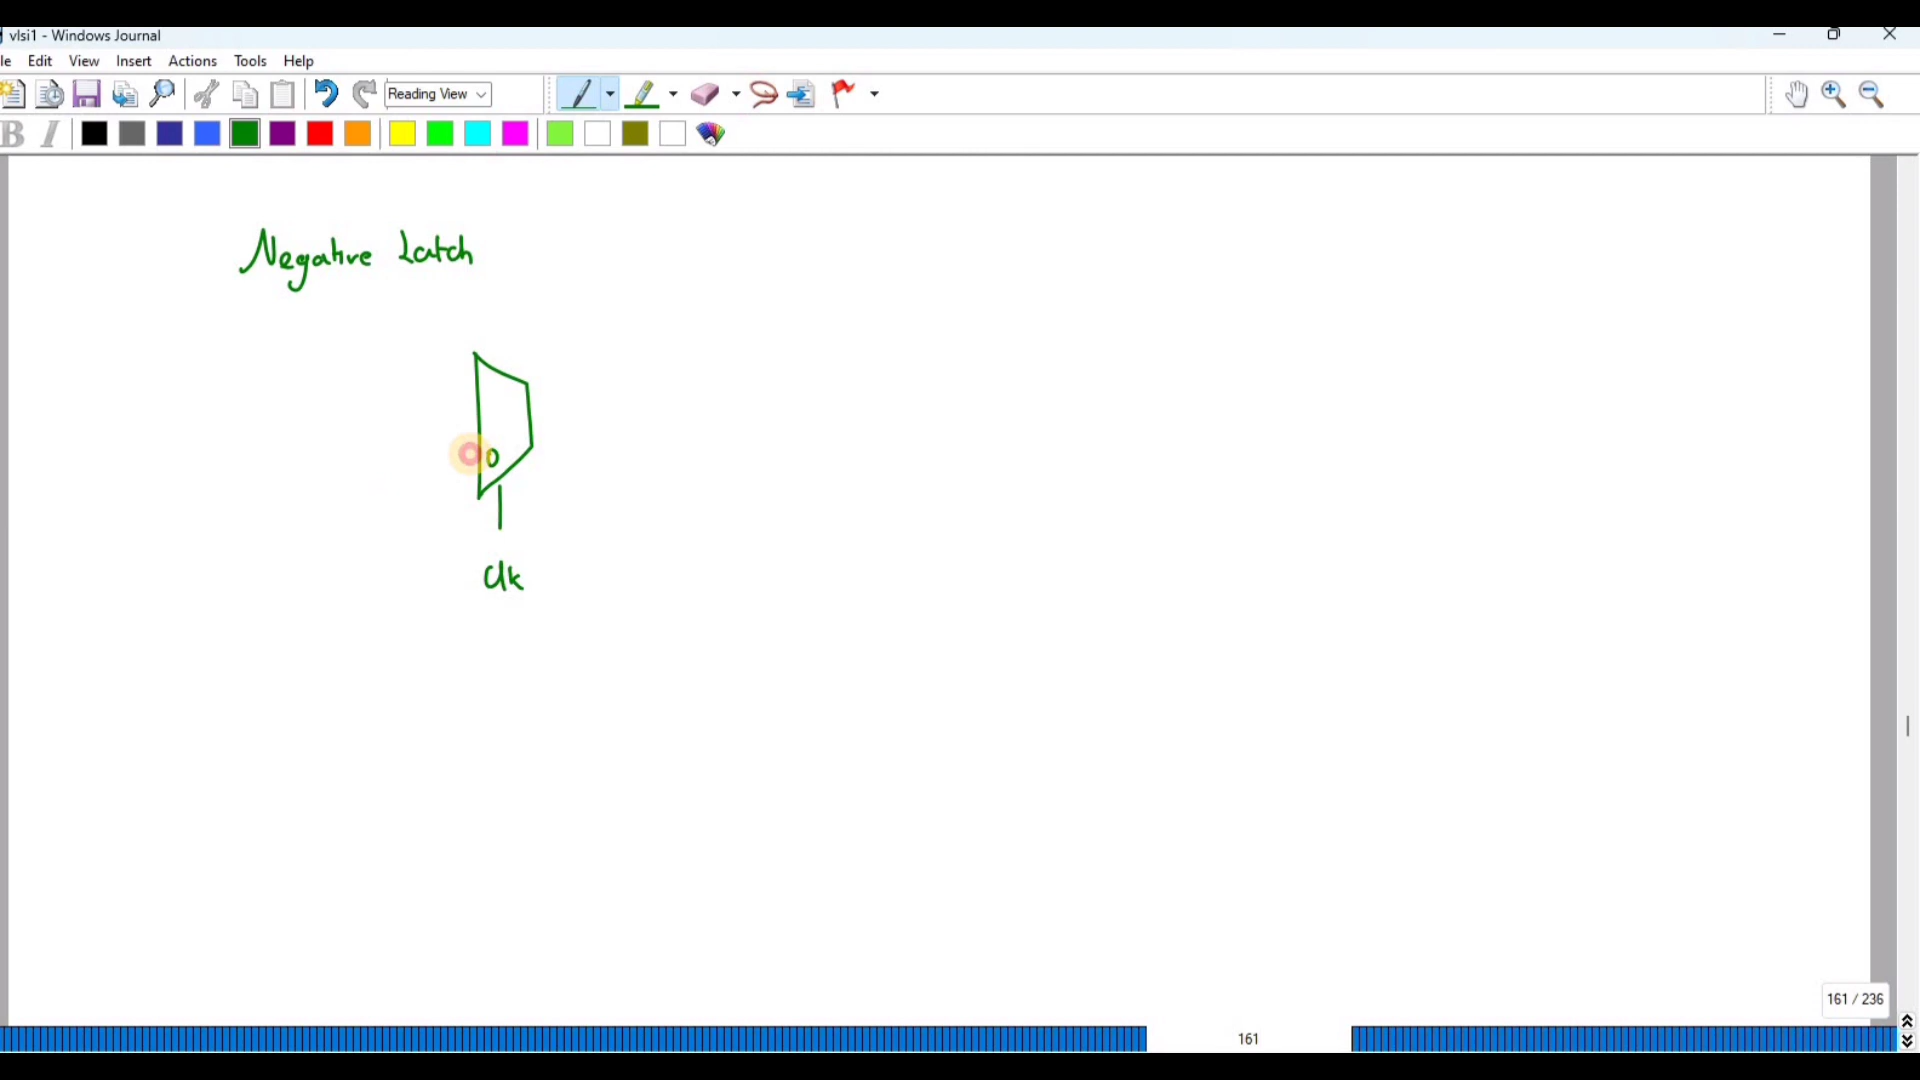 vlsi1 - Windows Journal
le Edit View Insert Actions Tools Help
Reading View
B I
Negative Latch
0
Clk
161 / 236
161